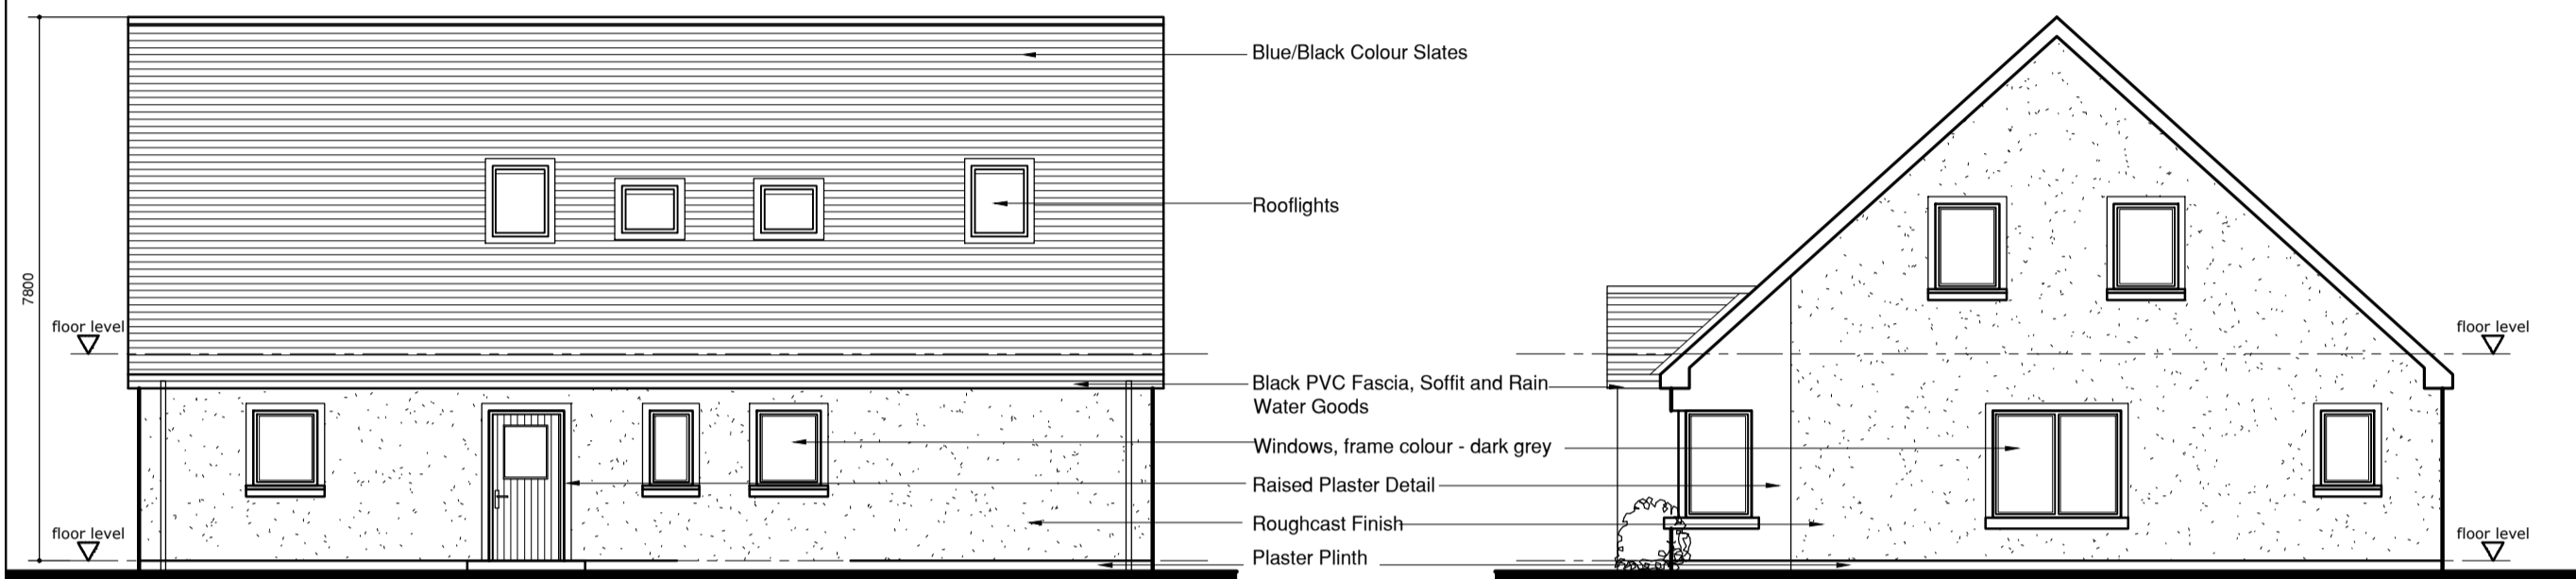 Blue/Black Colour Slates
Rooflights
7800
floor level
floor level
Black PVC Fascia, Soffit and Rain
Water Goods
Windows, frame colour - dark grey
Raised Plaster Detail
Roughcast Finish
floor level
floor level
Plaster Plinth